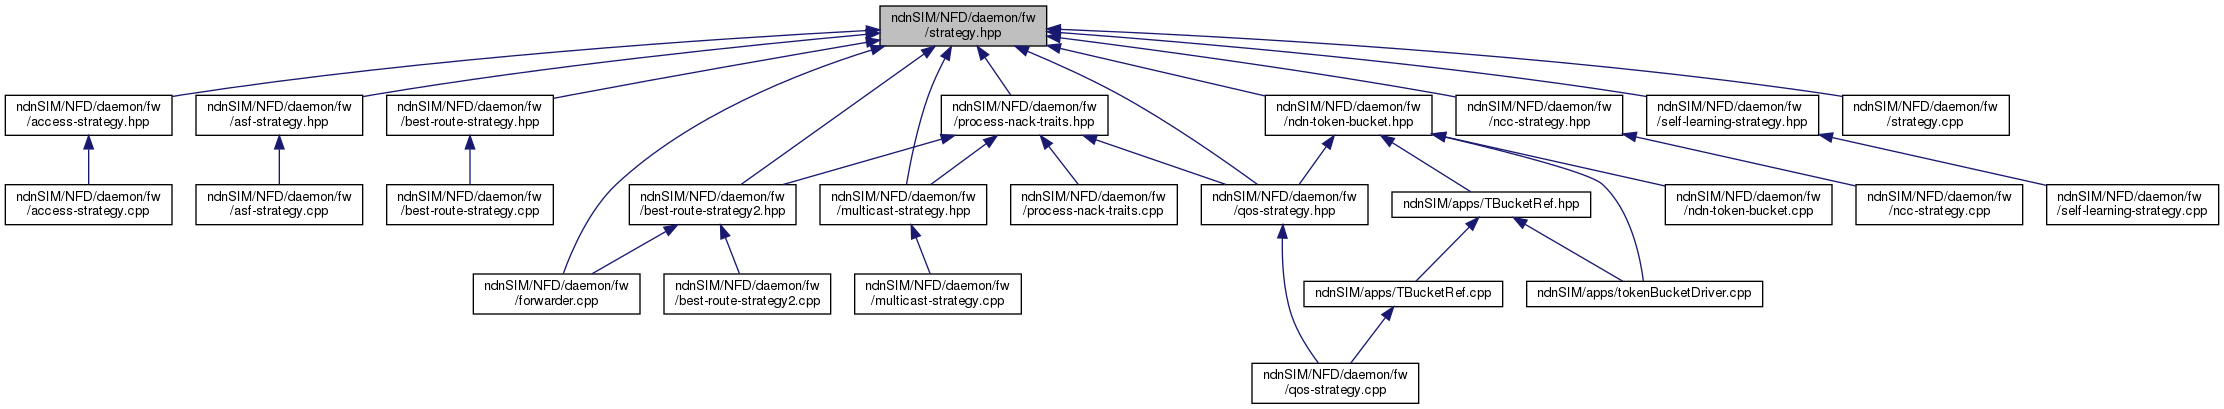 ndnSIM/NFD/daemon/fw
/strategy.hpp
ndnSIM/NFD/daemon/fw
/access-strategy.hpp
ndnSIM/NFD/daemon/fw
/asf-strategy.hpp
ndnSIM/NFD/daemon/fw
/best-route-strategy.hpp
ndnSIM/NFD/daemon/fw
/process-nack-traits.hpp
ndnSIM/NFD/daemon/fw
/ndn-token-bucket.hpp
ndnSIM/NFD/daemon/fw
/ncc-strategy.hpp
ndnSIM/NFD/daemon/fw
/self-learning-strategy.hpp
ndnSIM/NFD/daemon/fw
/strategy.cpp
ndnSIM/NFD/daemon/fw
/access-strategy.cpp
ndnSIM/NFD/daemon/fw
/asf-strategy.cpp
ndnSIM/NFD/daemon/fw
/best-route-strategy.cpp
ndnSIM/NFD/daemon/fw
/best-route-strategy2.hpp
ndnSIM/NFD/daemon/fw
/multicast-strategy.hpp
ndnSIM/NFD/daemon/fw
/process-nack-traits.cpp
ndnSIM/NFD/daemon/fw
/qos-strategy.hpp
ndnSIM/apps/TBucketRef.hpp
ndnSIM/NFD/daemon/fw
/ndn-token-bucket.cpp
ndnSIM/NFD/daemon/fw
/ncc-strategy.cpp
ndnSIM/NFD/daemon/fw
/self-learning-strategy.cpp
ndnSIM/NFD/daemon/fw
/forwarder.cpp
ndnSIM/NFD/daemon/fw
/best-route-strategy2.cpp
ndnSIM/NFD/daemon/fw
/multicast-strategy.cpp
ndnSIM/apps/TBucketRef.cpp
ndnSIM/apps/tokenBucketDriver.cpp
ndnSIM/NFD/daemon/fw
/qos-strategy.cpp